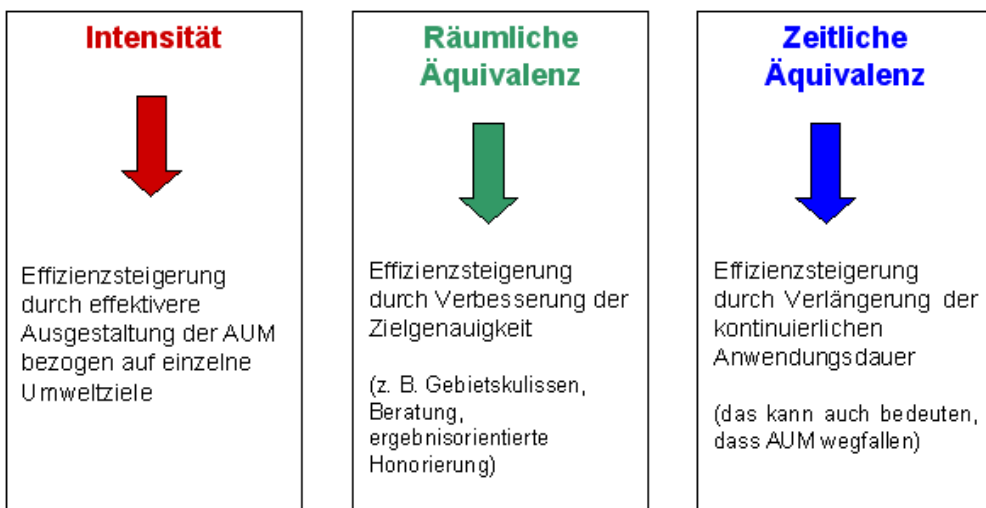 Intensität
Effizienzsteigerung
durch effektivere
Ausgestaltung der AUM
bezogen auf einzelne
Umweltziele
Räumliche
Äquivalenz
Effizienzsteigerung
durch Verbesserung der
Zielgenauigkeit
(z. B. Gebietskulissen,
Beratung,
ergebnisorientierte
Honorierung)
Zeitliche
Äquivalenz
Effizienzsteigerung
durch Verlängerung der
kontinuierlichen
Anwendungsdauer
(das kann auch bedeuten,
dass AUM wegfallen)